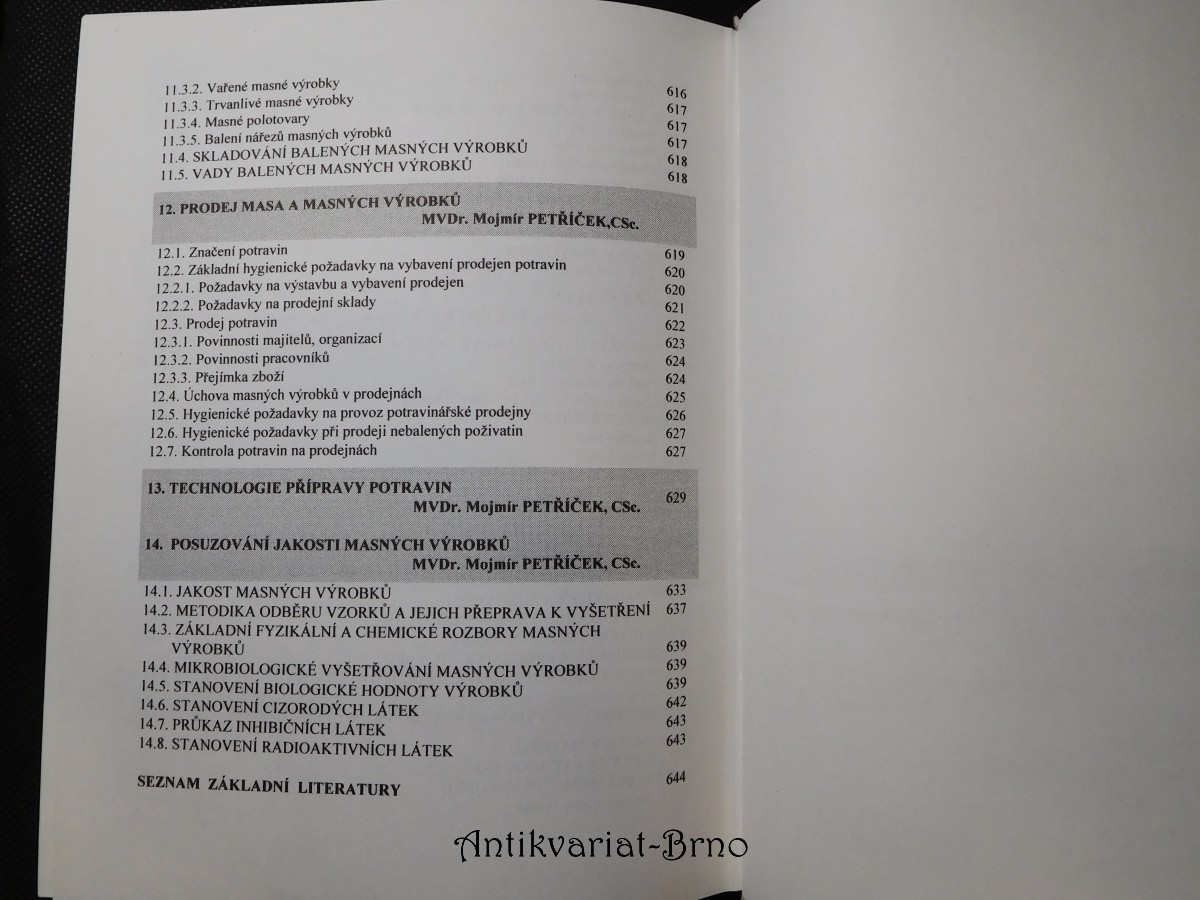 11.3.2. Vařené masné výrobky 616
11.3.3. Trvanlivé masné výrobky 617
11.3.4. Masné polotovary 617
11.3.5. Balení nářezů masných výrobků 617
11.4. SKLADOVÁNÍ BALENÝCH MASNÝCH VÝROBKŮ 618
11.5. VADY BALENÝCH MASNÝCH VÝROBKŮ 618
12. PRODEJ MASA A MASNÝCH VÝROBKŮ
MVDr. Mojmír PETŘÍČEK,CSc.
12.1. Značení potravin 619
12.2. Základní hygienické požadavky na vybavení prodejen potravin 620
12.2.1. Požadavky na výstavbu a vybavení prodejen 620
12.2.2. Požadavky na prodejní sklady 621
12.3. Prodej potravin 622
12.3.1. Povinnosti majitelů, organizací 623
12.3.2. Povinnosti pracovníků 624
12.3.3. Přejímka zboží 624
12.4. Úchova masných výrobků v prodejnách 625
12.5. Hygienické požadavky na provoz potravinářské prodejny 626
12.6. Hygienické požadavky při prodeji nebalených poživatin 627
12.7. Kontrola potravin na prodejnách 627
13. TECHNOLOGIE PŘÍPRAVY POTRAVIN 629
MVDr. Mojmír PETŘÍČEK, CSc.
14. POSUZOVÁNÍ JAKOSTI MASNÝCH VÝROBKŮ
MVDr. Mojmír PETŘÍČEK, CSc.
14.1. JAKOST MASNÝCH VÝROBKŮ 633
14.2. METODIKA ODBĚRU VZORKŮ A JEJICH PŘEPRAVA K VYŠETŘENÍ 637
14.3. ZÁKLADNÍ FYZIKÁLNÍ A CHEMICKÉ ROZBORY MASNÝCH
VÝROBKŮ 639
14.4. MIKROBIOLOGICKÉ VYŠETŘOVÁNÍ MASNÝCH VÝROBKŮ 639
14.5. STANOVENÍ BIOLOGICKÉ HODNOTY VÝROBKŮ 639
14.6. STANOVENÍ CIZORODÝCH LÁTEK 642
14.7. PRŮKAZ INHIBIČNÍCH LÁTEK 643
14.8. STANOVENÍ RADIOAKTIVNÍCH LÁTEK 643
SEZNAM ZÁKLADNÍ LITERATURY 644
Antikvariat-Brno